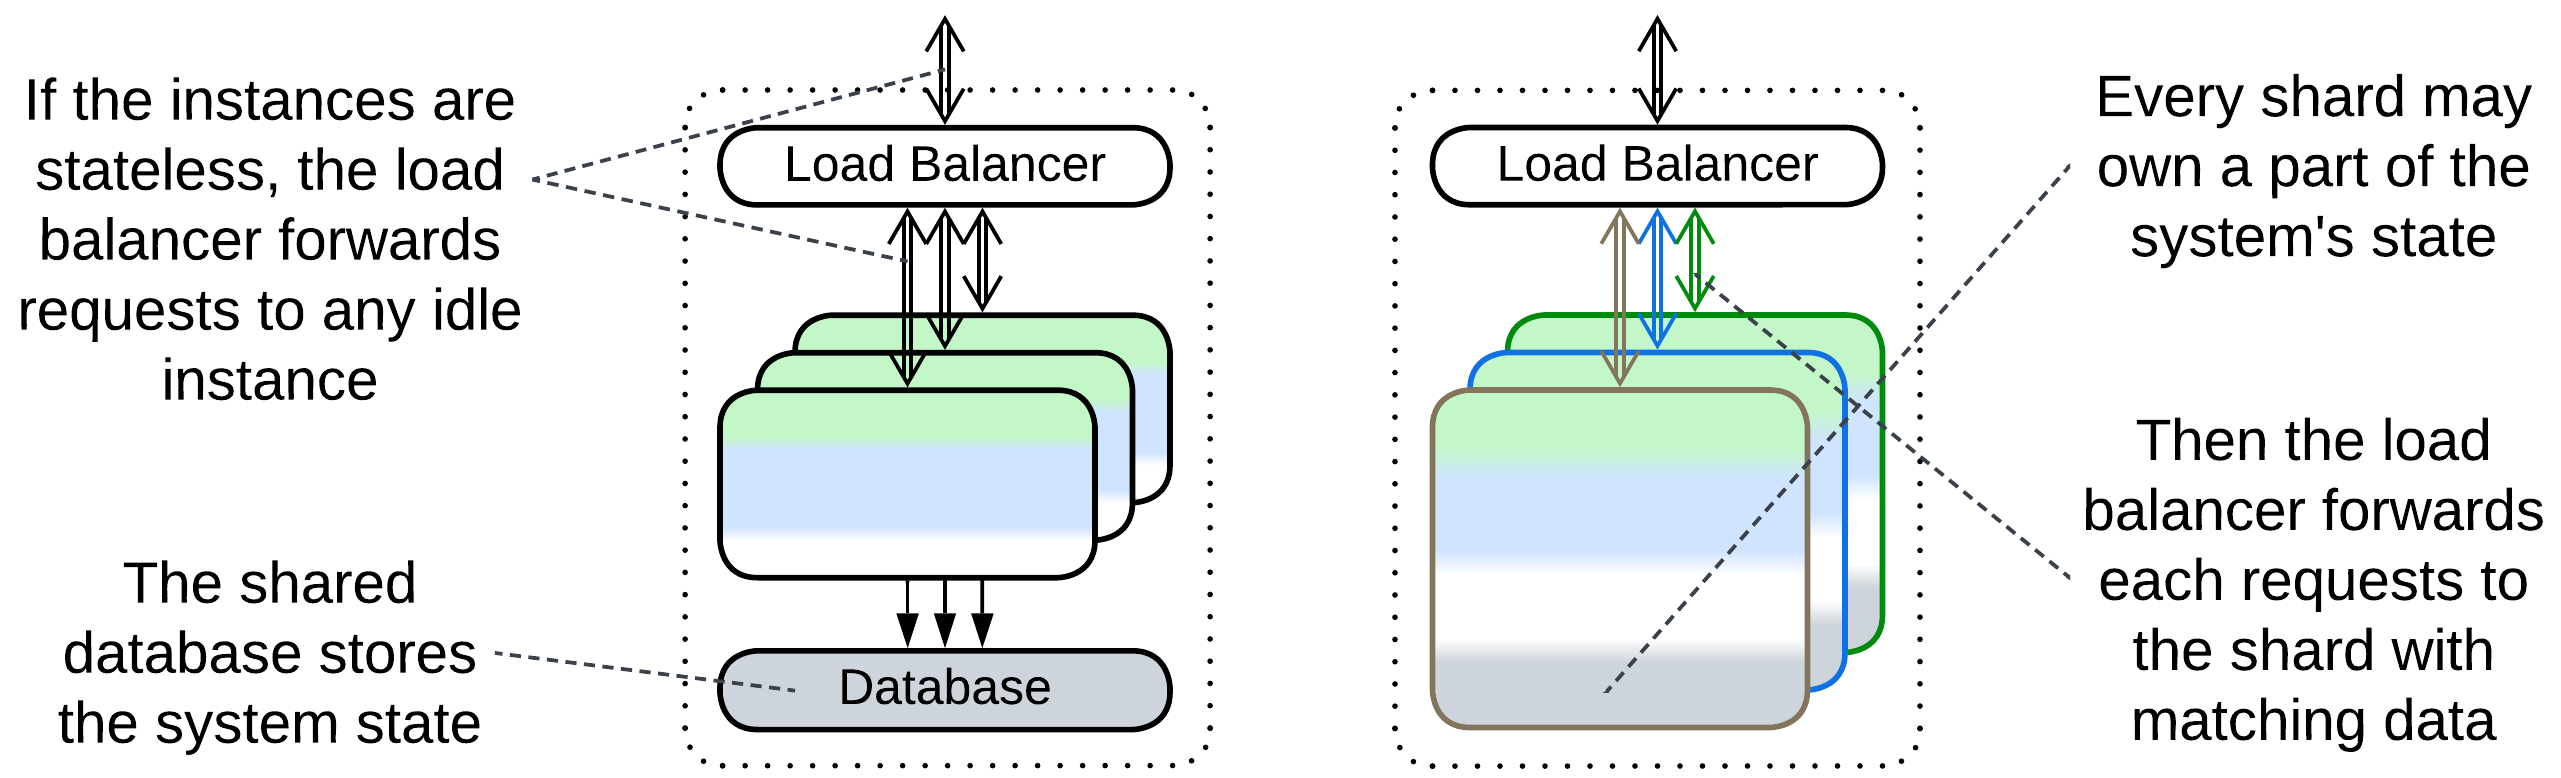 If the instances are
stateless, the load
balancer forwards
requests to any idle
instance
The shared
database stores
the system state
Load Balancer
Database
Load Balancer
Every shard may
own a part of the
system's state
Then the load
balancer forwards
each requests to
the shard with
matching data